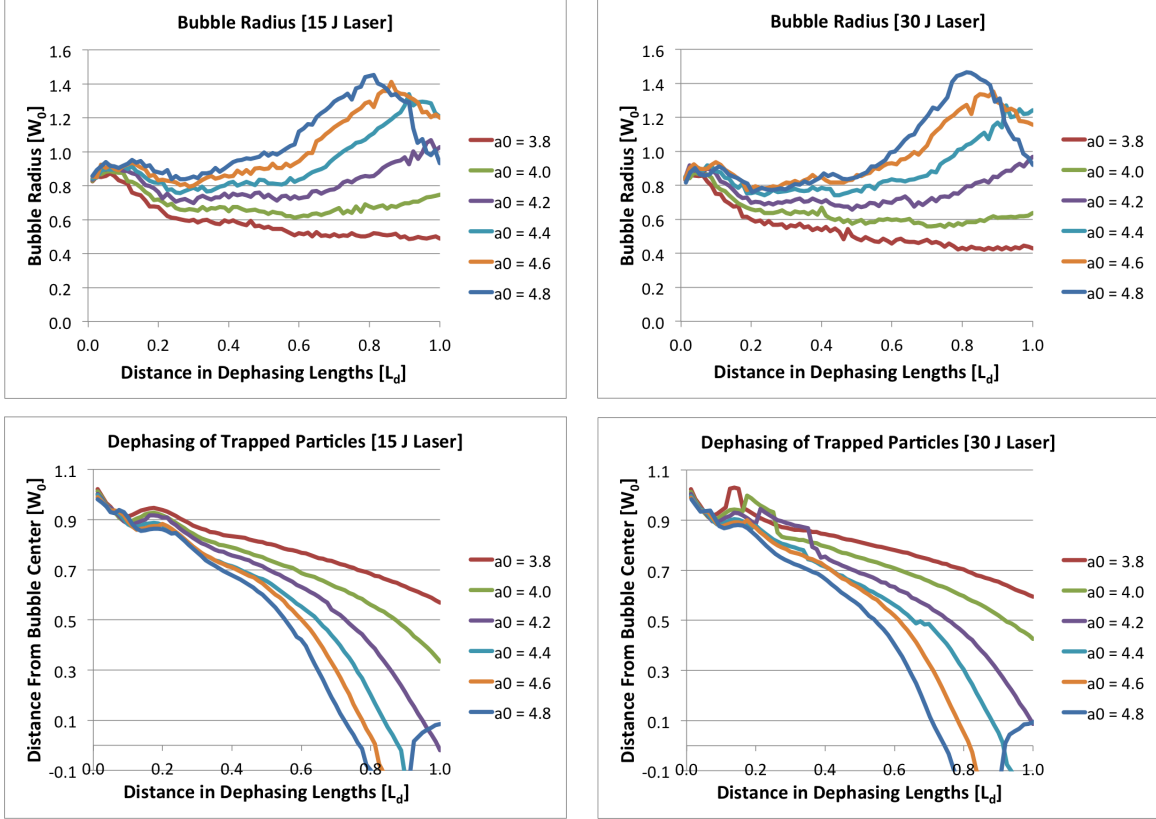 Bubble Radius [15 J Laser]
Bubble Radius [W0]
1.6
1.4
1.2
1.0
0.8
0.6
0.4
0.2
0.0
0.0 0.2 0.4 0.6 0.8 1.0
Distance in Dephasing Lengths [Ld]
a0 = 3.8
a0 = 4.0
a0 = 4.2
a0 = 4.4
a0 = 4.6
a0 = 4.8
Bubble Radius [30 J Laser]
Bubble Radius [W0]
1.6
1.4
1.2
1.0
0.8
0.6
0.4
0.2
0.0
0.0 0.2 0.4 0.6 0.8 1.0
Distance in Dephasing Lengths [Ld]
a0 = 3.8
a0 = 4.0
a0 = 4.2
a0 = 4.4
a0 = 4.6
a0 = 4.8
Dephasing of Trapped Particles [15 J Laser]
Distance From Bubble Center [W0]
1.1
0.9
0.7
0.5
0.3
0.1
-0.1
0.0 0.2 0.4 0.6 0.8 1.0
Distance in Dephasing Lengths [Ld]
a0 = 3.8
a0 = 4.0
a0 = 4.2
a0 = 4.4
a0 = 4.6
a0 = 4.8
Dephasing of Trapped Particles [30 J Laser]
Distance From Bubble Center [W0]
1.1
0.9
0.7
0.5
0.3
0.1
-0.1
0.0 0.2 0.4 0.6 0.8 1.0
Distance in Dephasing Lengths [Ld]
a0 = 3.8
a0 = 4.0
a0 = 4.2
a0 = 4.4
a0 = 4.6
a0 = 4.8